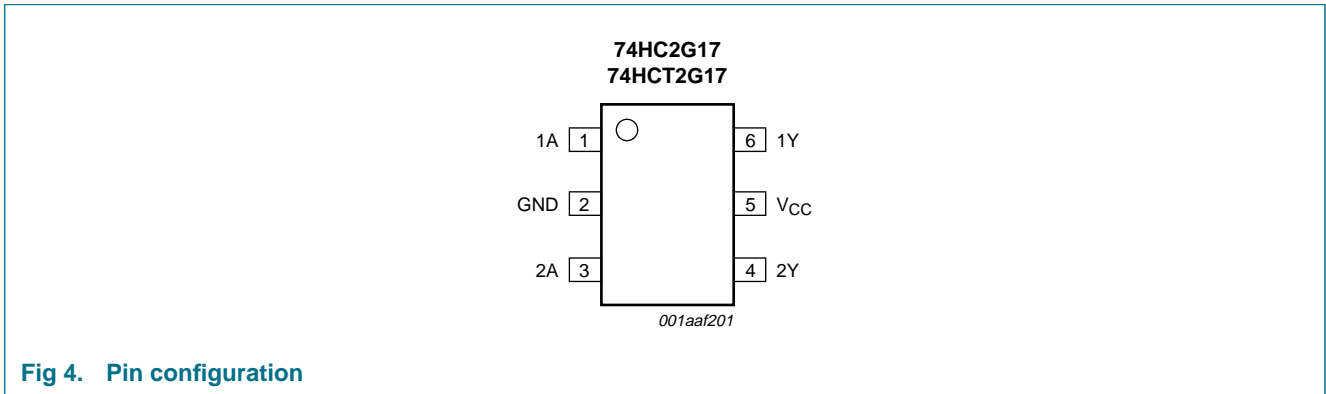 74HC2G17
74HCT2G17
1A 1 6 1Y
GND 2 5 VCC
2A 3 4 2Y
001aaf201
Fig 4. Pin configuration